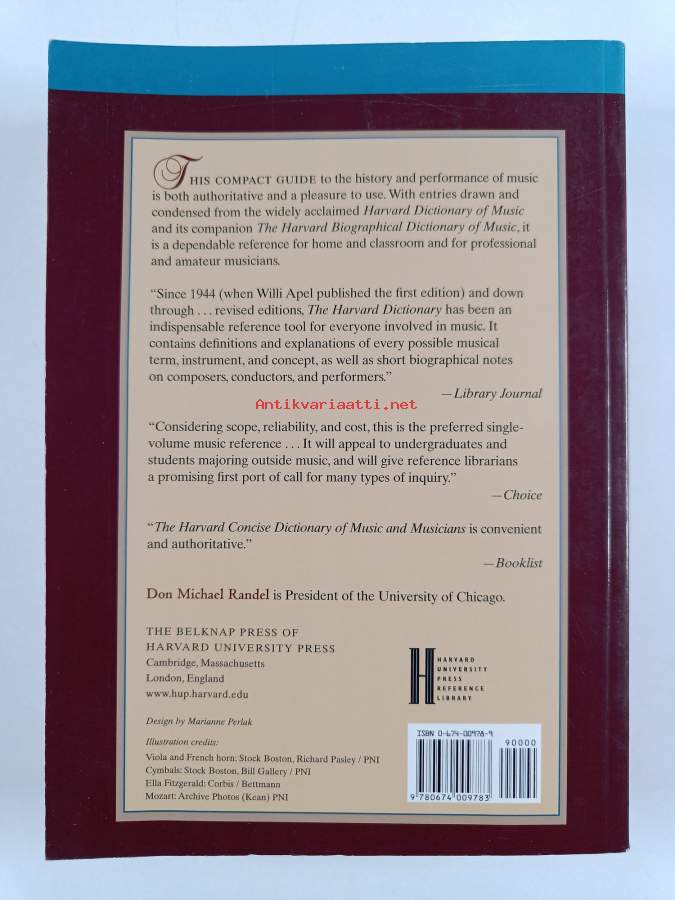 THIS COMPACT GUIDE to the history and performance of music
is both authoritative and a pleasure to use. With entries drawn and
condensed from the widely acclaimed Harvard Dictionary of Music
and its companion The Harvard Biographical Dictionary of Music, it
is a dependable reference for home and classroom and for professional
and amateur musicians.
“Since 1944 (when Willi Apel published the first edition) and down
through . . . revised editions, The Harvard Dictionary has been an
indispensable reference tool for everyone involved in music. It
contains definitions and explanations of every possible musical
term, instrument, and concept, as well as short biographical notes
on composers, conductors, and performers.”
—Library Journal
Antikvariaatti.net
“Considering scope, reliability, and cost, this is the preferred single-
volume music reference . . . It will appeal to undergraduates and
students majoring outside music, and will give reference librarians
a promising first port of call for many types of inquiry.”
—Choice
“The Harvard Concise Dictionary of Music and Musicians is convenient
and authoritative.”
—Booklist
Don Michael Randel is President of the University of Chicago.
THE BELKNAP PRESS OF
HARVARD UNIVERSITY PRESS
Cambridge, Massachusetts
London, England
www.hup.harvard.edu
H HARVARD
UNIVERSITY
PRESS
REFERENCE
LIBRARY
Design by Marianne Perlak
Illustration credits:
Viola and French horn: Stock Boston, Richard Pasley / PNI
Cymbals: Stock Boston, Bill Gallery / PNI
Ella Fitzgerald: Corbis / Bettmann
Mozart: Archive Photos (Kean) PNI
ISBN 0-674-00978-9
90000
9 780674 009783